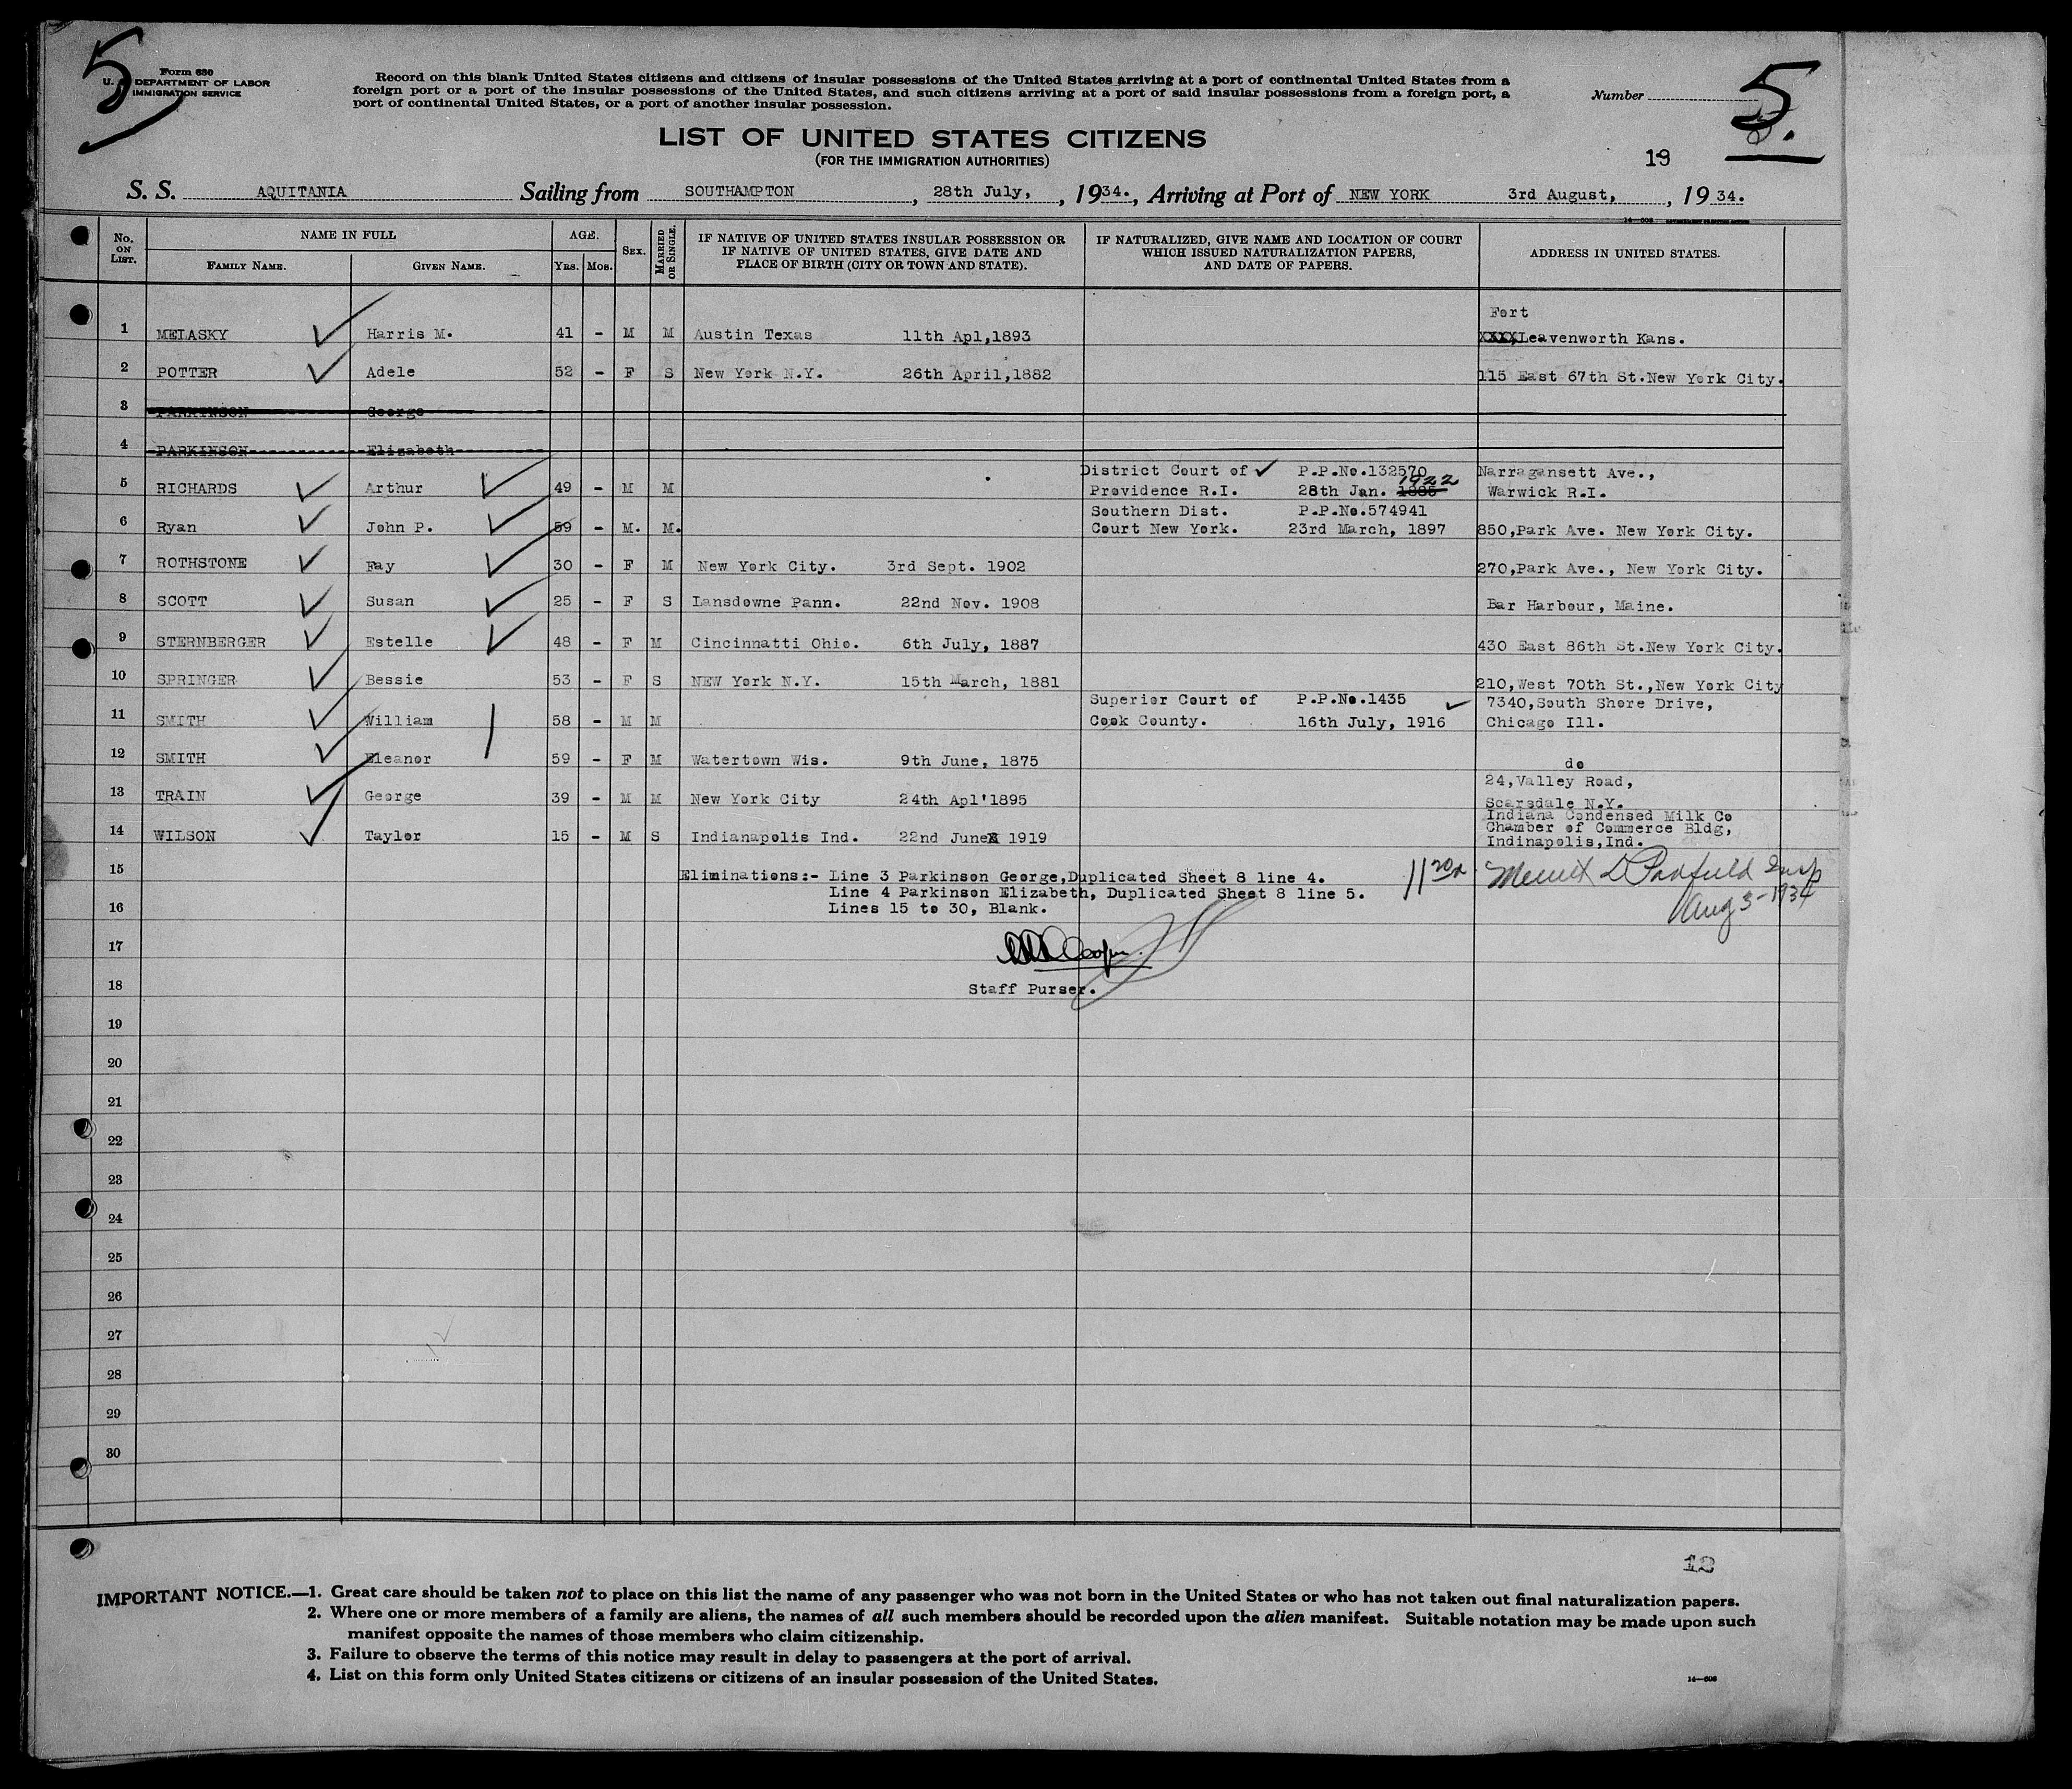 5
Form 630
U. S. DEPARTMENT OF LABOR
IMMIGRATION SERVICE
Record on this blank United States citizens and citizens of insular possessions of the United States arriving at a port of continental United States from a
foreign port or a port of the insular possessions of the United States, and such citizens arriving at a port of said insular possessions from a foreign port, a
port of continental United States, or a port of another insular possession.
Number 5
5.
LIST OF UNITED STATES CITIZENS
(FOR THE IMMIGRATION AUTHORITIES)
19
S. S. AQUITANIA Sailing from SOUTHAMPTON, 28th July, , 1934., Arriving at Port of NEW YORK 3rd August, , 1934.
No. ON LIST. NAME IN FULL FAMILY NAME. GIVEN NAME. AGE. YRS. MOS. SEX. MARRIED OR SINGLE. IF NATIVE OF UNITED STATES INSULAR POSSESSION OR IF NATIVE OF UNITED STATES, GIVE DATE AND PLACE OF BIRTH (CITY OR TOWN AND STATE). IF NATURALIZED, GIVE NAME AND LOCATION OF COURT WHICH ISSUED NATURALIZATION PAPERS, AND DATE OF PAPERS. ADDRESS IN UNITED STATES.
Fort
1 MELASKY Harris M. 41 - M M Austin Texas 11th Apl,1893 XXXX,Leavenworth Kans.
2 POTTER Adele 52 - F S New York N.Y. 26th April,1882 115 East 67th St.New York City.
3 PARKINSON George
4 PARKINSON Elizabeth
District Court of P.P.No.132570 Narragansett Ave.,
5 RICHARDS Arthur 49 - M M Providence R.I. 28th Jan. 1885 1922 Warwick R.I.
Southern Dist. P.P.No.574941
6 Ryan John P. 59 - M. M. Court New York. 23rd March, 1897 850,Park Ave. New York City.
7 ROTHSTONE Fay 30 - F M New York City. 3rd Sept. 1902 270,Park Ave., New York City.
8 SCOTT Susan 25 - F S Lansdowne Pann. 22nd Nov. 1908 Bar Harbour, Maine.
9 STERNBERGER Estelle 48 - F M Cincinnatti Ohio. 6th July, 1887 430 East 86th St.New York City.
10 SPRINGER Bessie 53 - F S NEW York N.Y. 15th March, 1881 210,West 70th St.,New York City
Superior Court of P.P.No.1435 7340,South Shore Drive,
11 SMITH William 58 - M M Cook County. 16th July, 1916 Chicago Ill.
12 SMITH Eleanor 59 - F M Watertown Wis. 9th June, 1875 do
24,Valley Road,
13 TRAIN George 39 - M M New York City 24th Apl'1895 Scarsdale N.Y.
Indiana Condensed Milk Co
Chamber of Commerce Bldg,
14 WILSON Taylor 15 - M S Indianapolis Ind. 22nd JuneX 1919 Indinapolis,Ind.
15 Eliminations:- Line 3 Parkinson George,Duplicated Sheet 8 line 4.
Line 4 Parkinson Elizabeth, Duplicated Sheet 8 line 5.
16 Lines 15 to 30, Blank.
Aug 3-1934
17
18 Staff Purser.
19
20
21
22
23
24
25
26
27
28
29
30
12
IMPORTANT NOTICE.—1. Great care should be taken not to place on this list the name of any passenger who was not born in the United States or who has not taken out final naturalization papers.
2. Where one or more members of a family are aliens, the names of all such members should be recorded upon the alien manifest. Suitable notation may be made upon such
manifest opposite the names of those members who claim citizenship.
3. Failure to observe the terms of this notice may result in delay to passengers at the port of arrival.
4. List on this form only United States citizens or citizens of an insular possession of the United States.
14—608